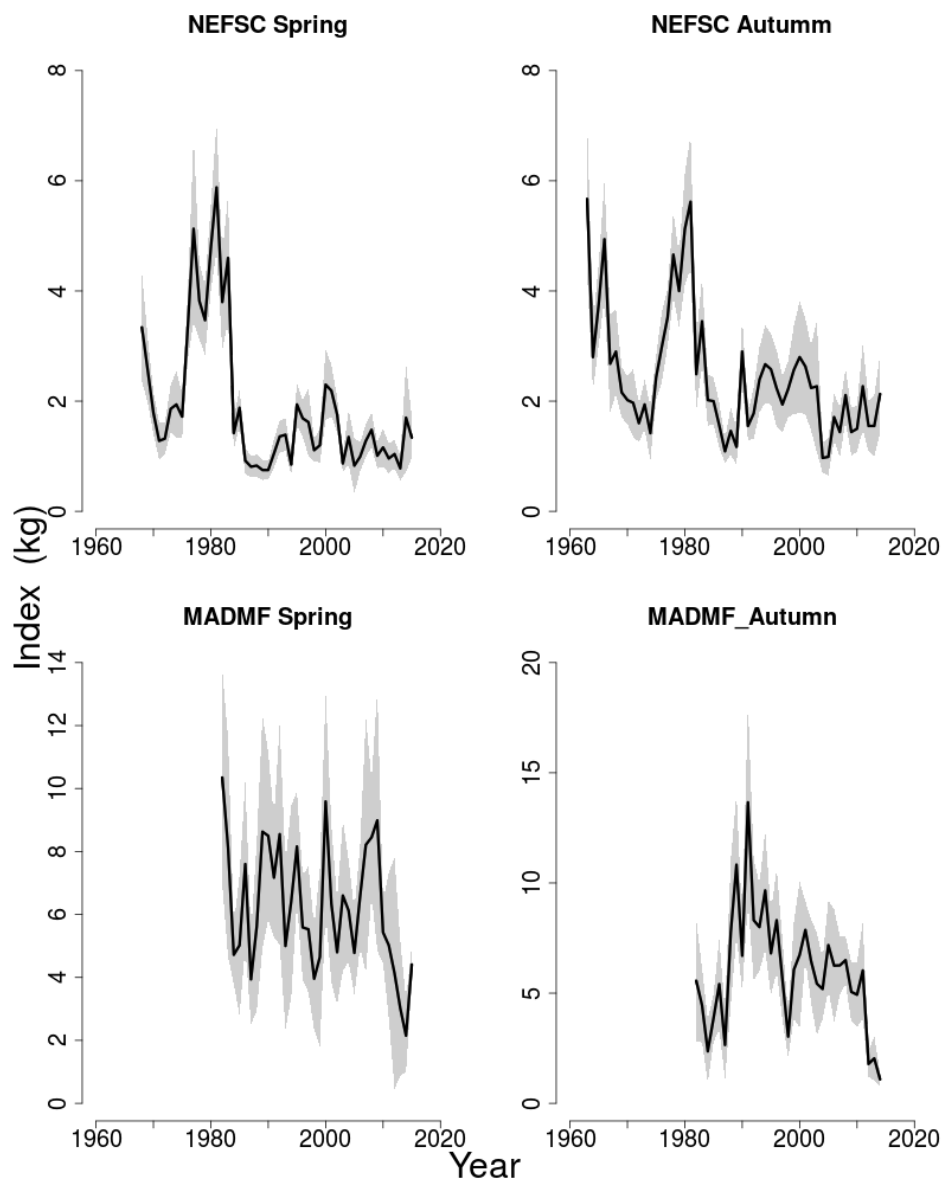 NEFSC Spring
0 2 4 6 8
1960 1980 2000 2020
NEFSC Autumm
0 2 4 6 8
1960 1980 2000 2020
Index (kg)
MADMF Spring
0 2 4 6 8 10 12 14
1960 1980 2000 2020
MADMF_Autumn
0 5 10 15 20
1960 1980 2000 2020
Year